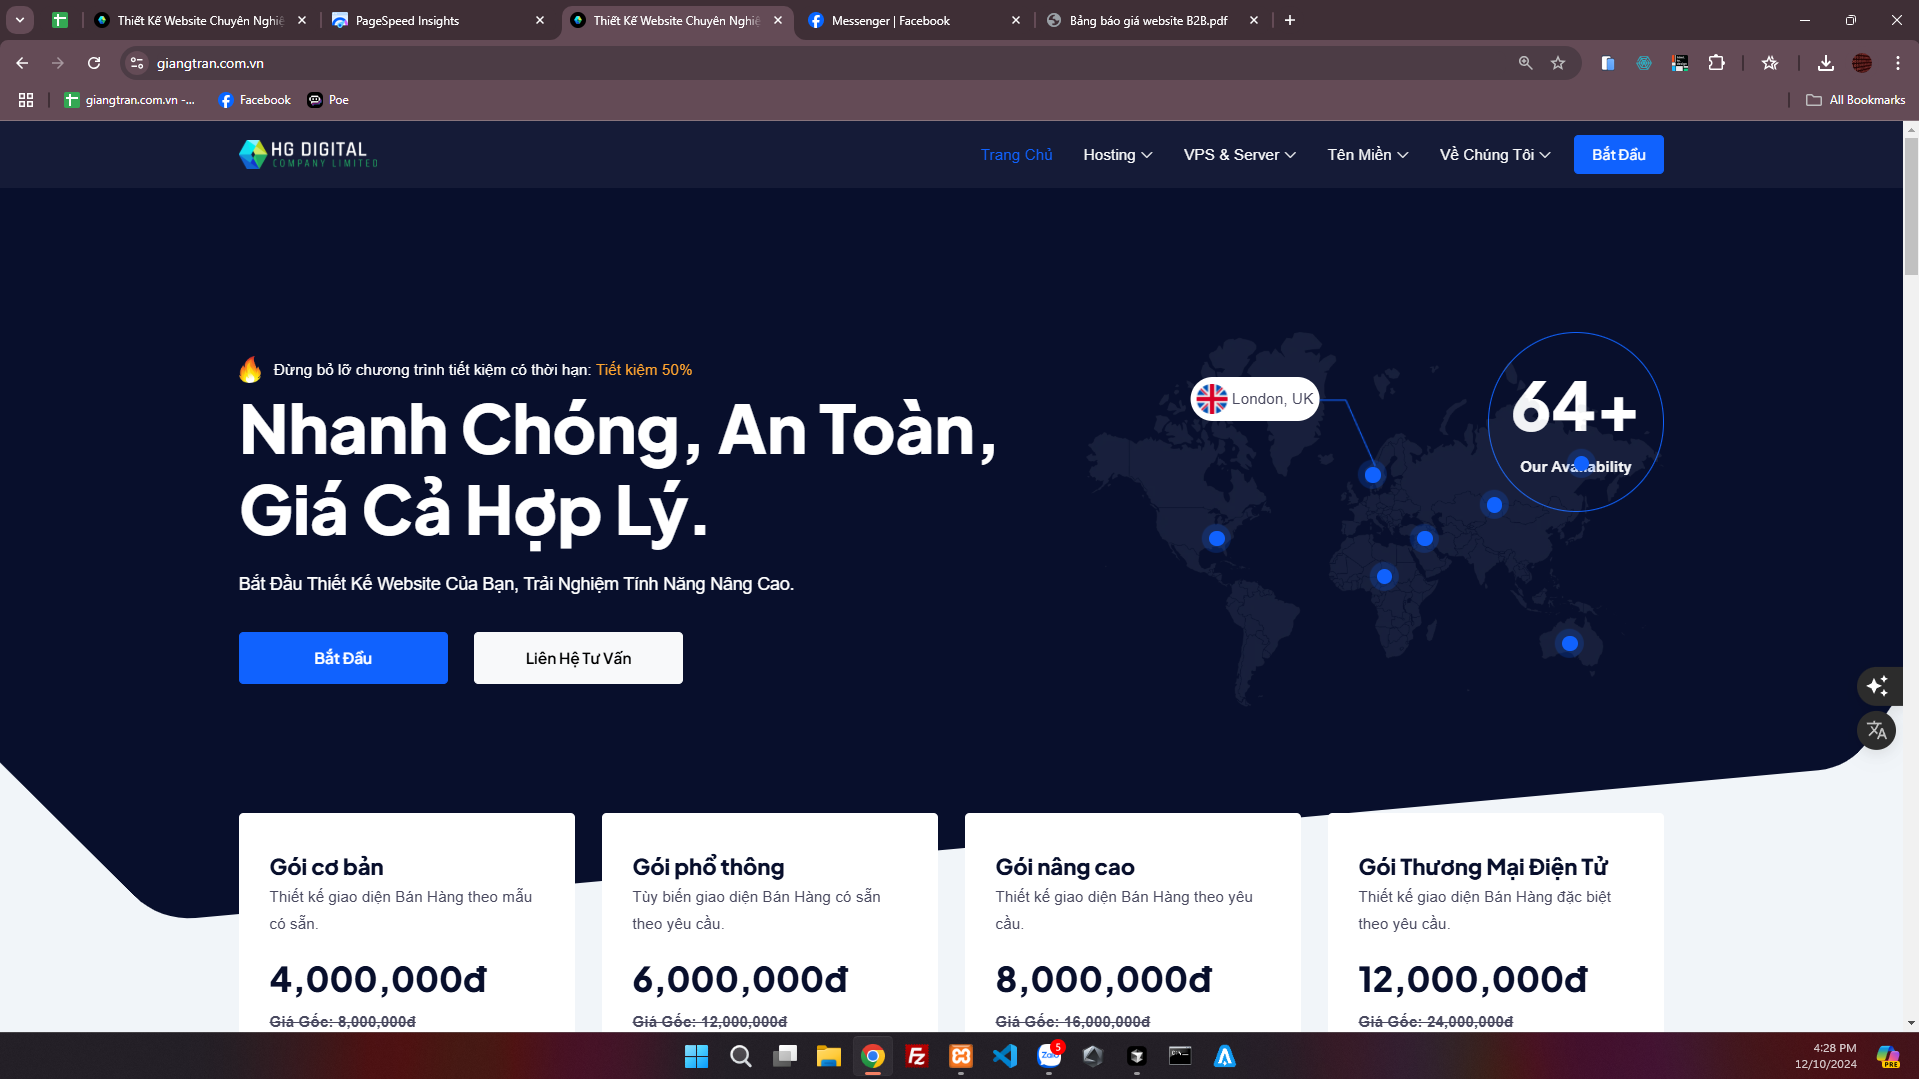 Thiết Kế Website Chuyên Nghiệ
PageSpeed Insights
Thiết Kế Website Chuyên Nghiệ
Messenger | Facebook
Bảng báo giá website B2B.pdf
giangtran.com.vn
giangtran.com.vn -...
Facebook
Poe
All Bookmarks
HG DIGITAL
COMPANY LIMITED
Trang Chủ
Hosting
VPS & Server
Tên Miền
Về Chúng Tôi
Bắt Đầu
Đừng bỏ lỡ chương trình tiết kiệm có thời hạn: Tiết kiệm 50%
Nhanh Chóng, An Toàn,
Giá Cả Hợp Lý.
Bắt Đầu Thiết Kế Website Của Bạn, Trải Nghiệm Tính Năng Nâng Cao.
Bắt Đầu
Liên Hệ Tư Vấn
London, UK
64+
Our Availability
Gói cơ bản
Thiết kế giao diện Bán Hàng theo mẫu
có sẵn.
4,000,000đ
Giá Gốc: 8,000,000đ
Gói phổ thông
Tùy biến giao diện Bán Hàng có sẵn
theo yêu cầu.
6,000,000đ
Giá Gốc: 12,000,000đ
Gói nâng cao
Thiết kế giao diện Bán Hàng theo yêu
cầu.
8,000,000đ
Giá Gốc: 16,000,000đ
Gói Thương Mại Điện Tử
Thiết kế giao diện Bán Hàng đặc biệt
theo yêu cầu.
12,000,000đ
Giá Gốc: 24,000,000đ
Zalo
5
4:28 PM
12/10/2024
PRE